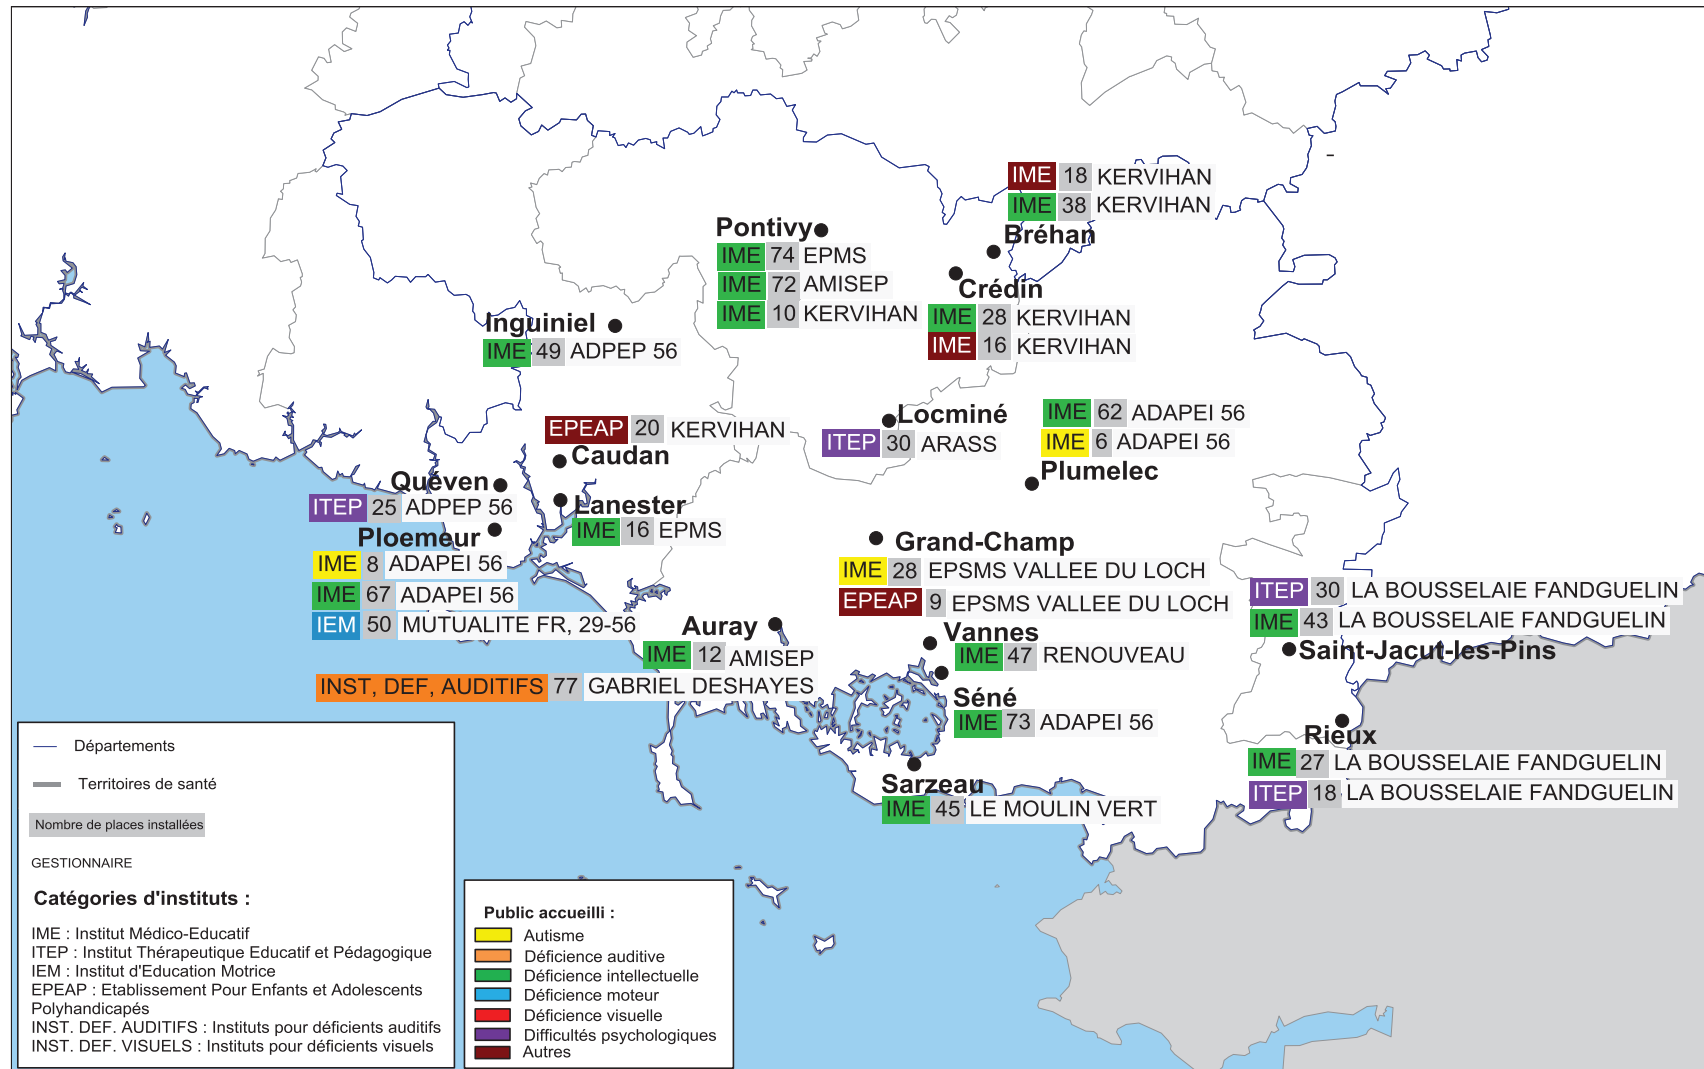 IME 18 KERVIHAN
IME 38 KERVIHAN
Bréhan
Pontivy
IME 74 EPMS
IME 72 AMISEP
IME 10 KERVIHAN
Crédin
IME 28 KERVIHAN
IME 16 KERVIHAN
Inguiniel
IME 49 ADPEP 56
EPEAP 20 KERVIHAN
Caudan
Locminé
ITEP 30 ARASS
IME 62 ADAPEI 56
IME 6 ADAPEI 56
Plumelec
Quéven
ITEP 25 ADPEP 56
Lanester
IME 16 EPMS
Ploemeur
IME 8 ADAPEI 56
IME 67 ADAPEI 56
IEM 50 MUTUALITE FR, 29-56
Grand-Champ
IME 28 EPSMS VALLEE DU LOCH
EPEAP 9 EPSMS VALLEE DU LOCH
ITEP 30 LA BOUSSELAIE FANDGUELIN
IME 43 LA BOUSSELAIE FANDGUELIN
Saint-Jacut-les-Pins
Auray
IME 12 AMISEP
INST, DEF, AUDITIFS 77 GABRIEL DESHAYES
Vannes
IME 47 RENOUVEAU
Séné
IME 73 ADAPEI 56
Rieux
IME 27 LA BOUSSELAIE FANDGUELIN
ITEP 18 LA BOUSSELAIE FANDGUELIN
Sarzeau
IME 45 LE MOULIN VERT
Départements
Territoires de santé
Nombre de places installées
GESTIONNAIRE
Catégories d'instituts :
IME : Institut Médico-Educatif
ITEP : Institut Thérapeutique Educatif et Pédagogique
IEM : Institut d'Education Motrice
EPEAP : Etablissement Pour Enfants et Adolescents
Polyhandicapés
INST. DEF. AUDITIFS : Instituts pour déficients auditifs
INST. DEF. VISUELS : Instituts pour déficients visuels
Public accueilli :
Autisme
Déficience auditive
Déficience intellectuelle
Déficience moteur
Déficience visuelle
Difficultés psychologiques
Autres